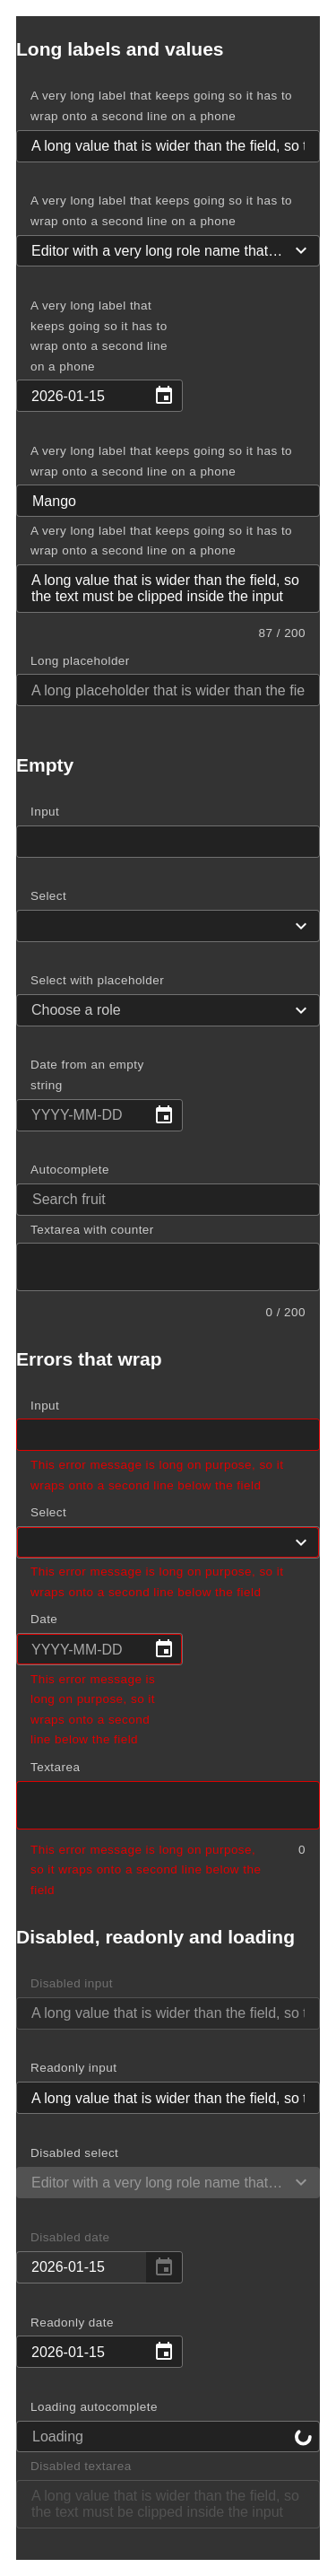 Long labels and values
A very long label that keeps going so it has to
wrap onto a second line on a phone
A long value that is wider than the field, so t
A very long label that keeps going so it has to
wrap onto a second line on a phone
Editor with a very long role name that…
A very long label that
keeps going so it has to
wrap onto a second line
on a phone
2026-01-15
A very long label that keeps going so it has to
wrap onto a second line on a phone
Mango
A very long label that keeps going so it has to
wrap onto a second line on a phone
A long value that is wider than the field, so
the text must be clipped inside the input
87 / 200
Long placeholder
A long placeholder that is wider than the fie
Empty
Input
Select
Select with placeholder
Choose a role
Date from an empty
string
YYYY-MM-DD
Autocomplete
Search fruit
Textarea with counter
0 / 200
Errors that wrap
Input
This error message is long on purpose, so it
wraps onto a second line below the field
Select
This error message is long on purpose, so it
wraps onto a second line below the field
Date
YYYY-MM-DD
This error message is
long on purpose, so it
wraps onto a second
line below the field
Textarea
This error message is long on purpose,
so it wraps onto a second line below the
field
0
Disabled, readonly and loading
Disabled input
A long value that is wider than the field, so t
Readonly input
A long value that is wider than the field, so t
Disabled select
Editor with a very long role name that…
Disabled date
2026-01-15
Readonly date
2026-01-15
Loading autocomplete
Loading
Disabled textarea
A long value that is wider than the field, so
the text must be clipped inside the input